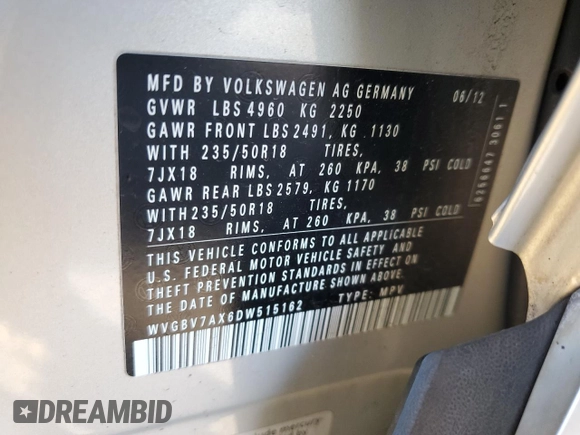 MFD BY VOLKSWAGEN AG GERMANY 06/12
GVWR LBS 4960 KG 2250
GAWR FRONT LBS 2491, KG 1130
WITH 235/50R18 TIRES,
7JX18 RIMS, AT 260 KPA, 38 PSI COLD
GAWR REAR LBS 2579, KG 1170
WITH 235/50R18 TIRES,
7JX18 RIMS, AT 260 KPA, 38 PSI COLD
THIS VEHICLE CONFORMS TO ALL APPLICABLE
U.S. FEDERAL MOTOR VEHICLE SAFETY AND
THEFT PREVENTION STANDARDS IN EFFECT ON
THE DATE OF MANUFACTURE SHOWN ABOVE.
WVGBV7AX6DW515162 TYPE: MPV
DREAMBID